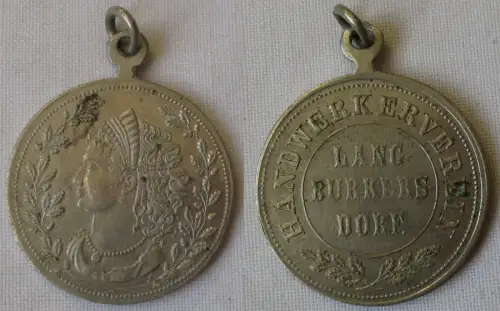 HANDWERKERVEREIN
LANG-
BURKERS
DORF